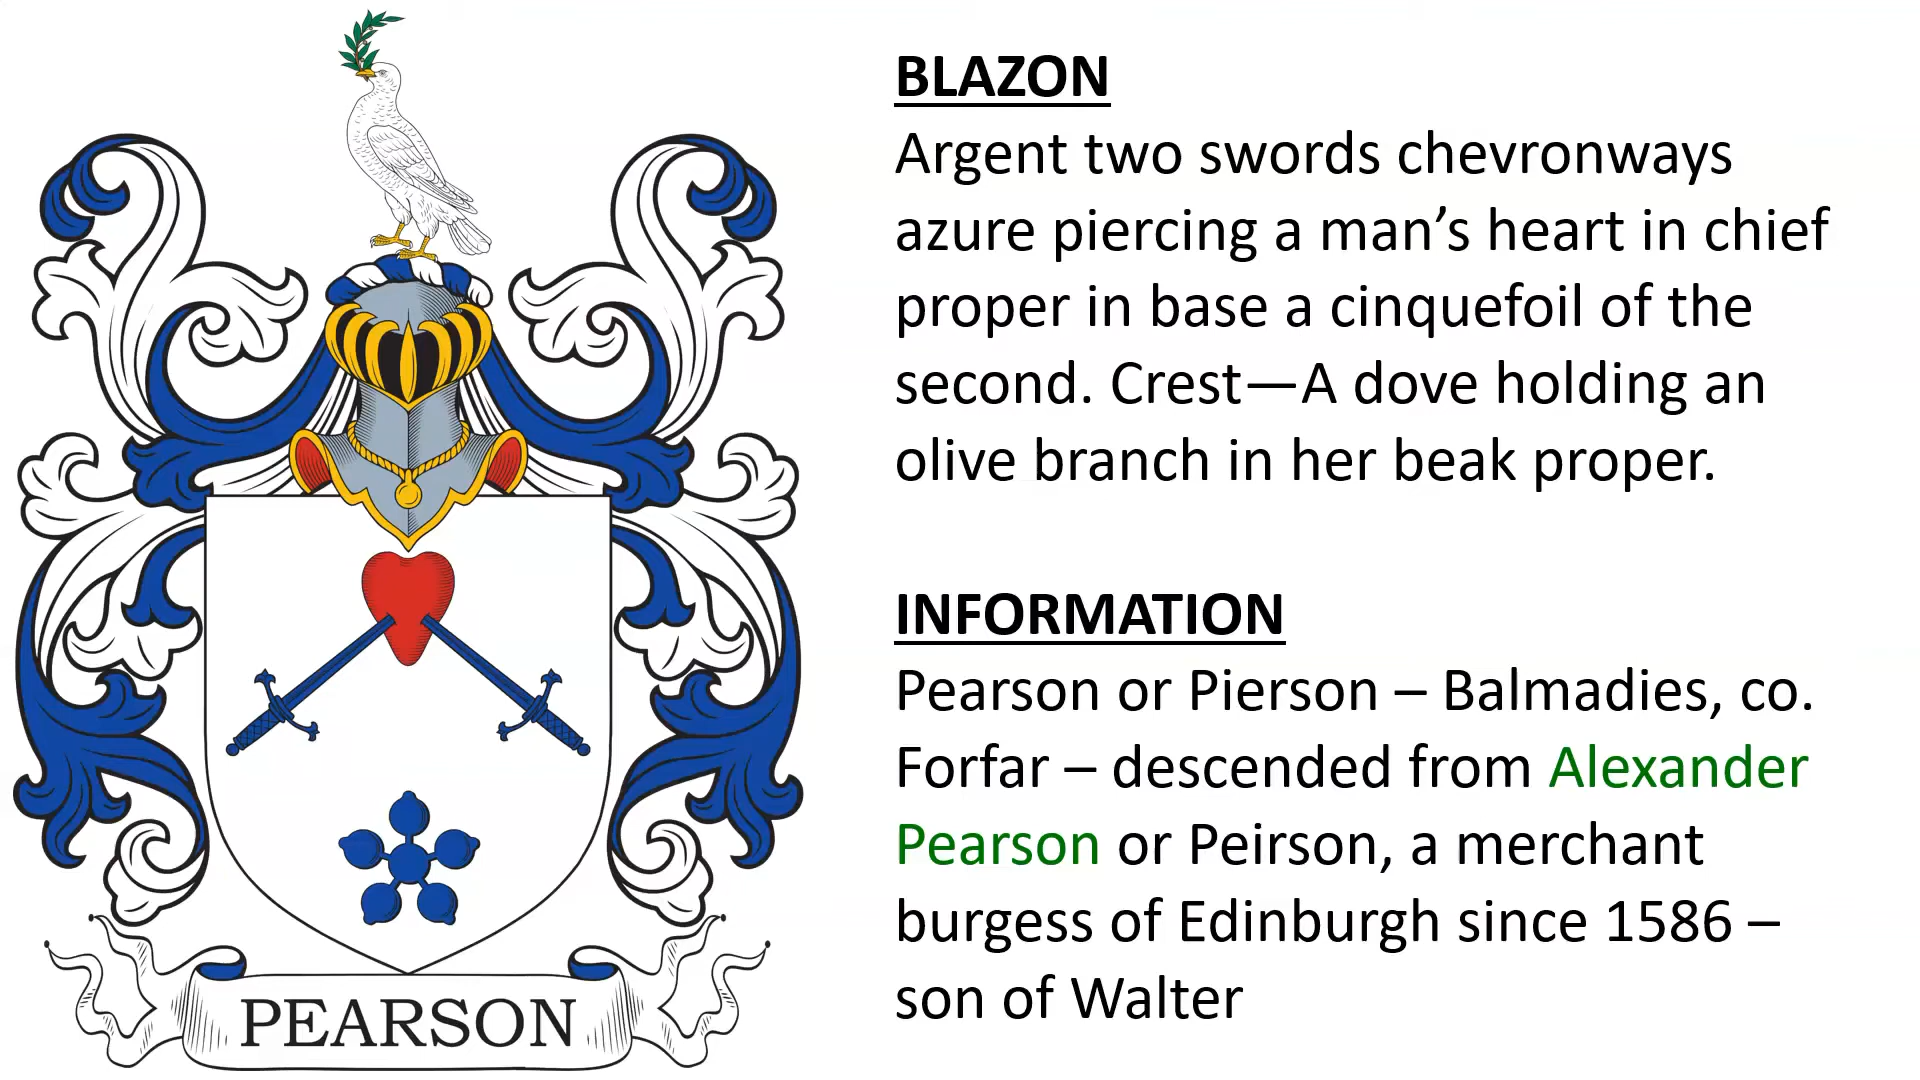 BLAZON
Argent two swords chevronways
azure piercing a man’s heart in chief
proper in base a cinquefoil of the
second. Crest—A dove holding an
olive branch in her beak proper.
INFORMATION
Pearson or Pierson – Balmadies, co.
Forfar – descended from Alexander
Pearson or Peirson, a merchant
burgess of Edinburgh since 1586 –
son of Walter
PEARSON